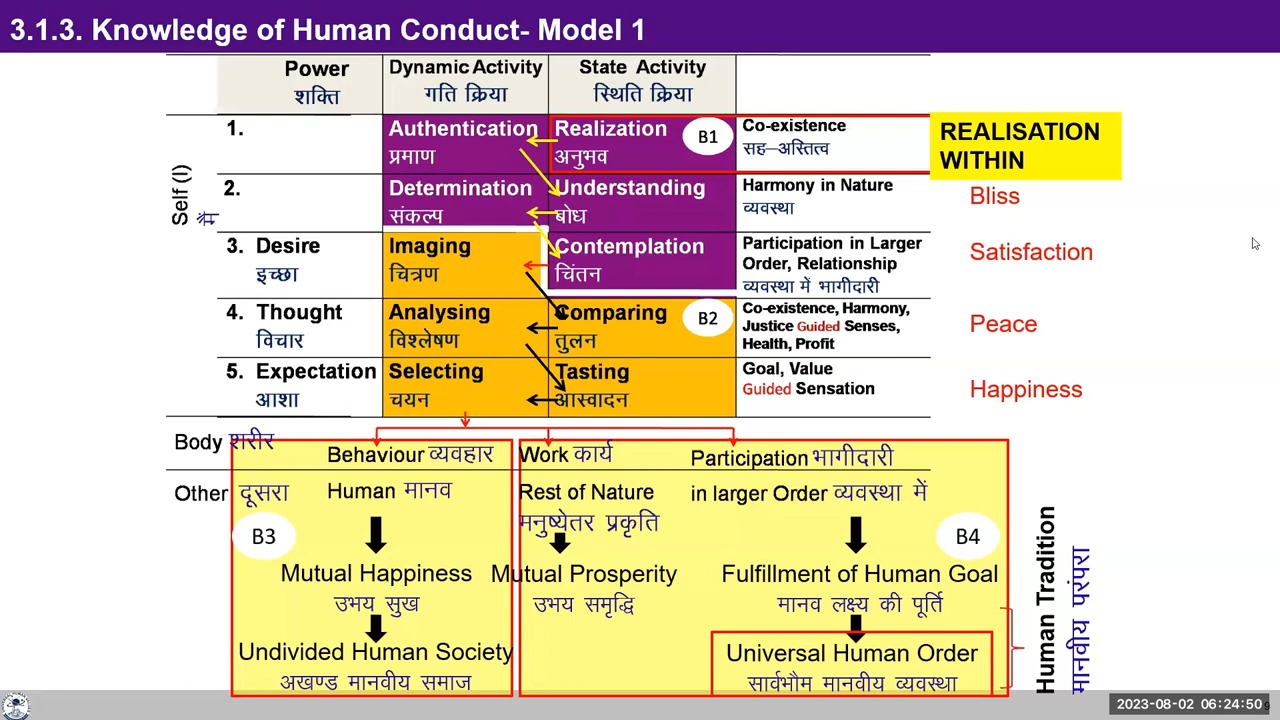 3.1.3. Knowledge of Human Conduct- Model 1
Power
शक्ति
Dynamic Activity
गति क्रिया
State Activity
स्थिति क्रिया
Self (I)
मैं
1.
Authentication
प्रमाण
Realization
अनुभव
B1
Co-existence
सह–अस्तित्व
REALISATION
WITHIN
2.
Determination
संकल्प
Understanding
बोध
Harmony in Nature
व्यवस्था
Bliss
3. Desire
इच्छा
Imaging
चित्रण
Contemplation
चिंतन
Participation in Larger
Order, Relationship
व्यवस्था में भागीदारी
Satisfaction
4. Thought
विचार
Analysing
विश्लेषण
Comparing
तुलन
B2
Co-existence, Harmony,
Justice Guided Senses,
Health, Profit
Peace
5. Expectation
आशा
Selecting
चयन
Tasting
आस्वादन
Goal, Value
Guided Sensation
Happiness
Body शरीर
Behaviour व्यवहार
Work कार्य
Participation भागीदारी
Other दूसरा
Human मानव
Rest of Nature
मनुष्येतर प्रकृति
in larger Order व्यवस्था में
B3
B4
Mutual Happiness
उभय सुख
Mutual Prosperity
उभय समृद्धि
Fulfillment of Human Goal
मानव लक्ष्य की पूर्ति
Undivided Human Society
अखण्ड मानवीय समाज
Universal Human Order
सार्वभौम मानवीय व्यवस्था
Human Tradition
मानवीय परंपरा
2023-08-02 06:24:50
9